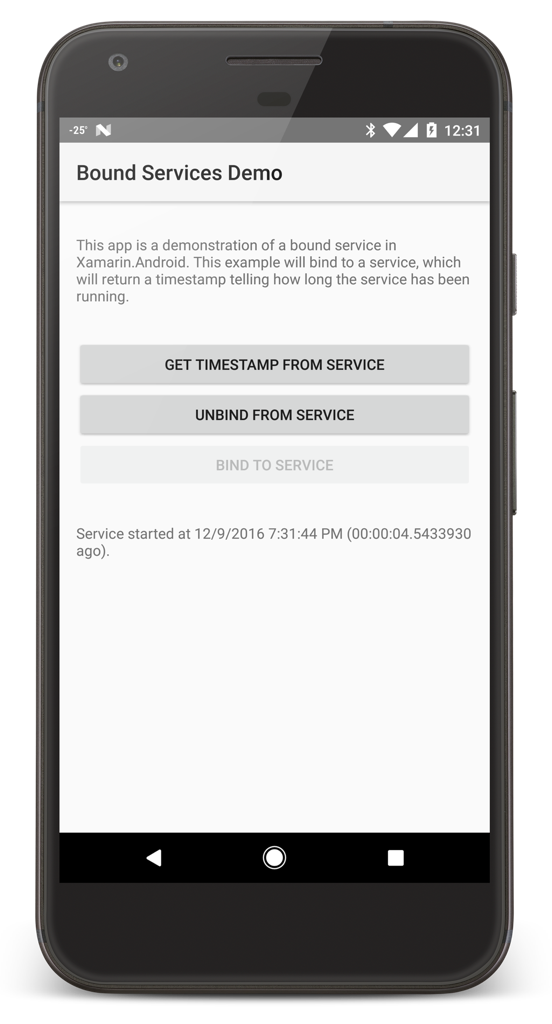 -25° 12:31
Bound Services Demo
This app is a demonstration of a bound service in
Xamarin.Android. This example will bind to a service, which
will return a timestamp telling how long the service has been
running.
GET TIMESTAMP FROM SERVICE
UNBIND FROM SERVICE
BIND TO SERVICE
Service started at 12/9/2016 7:31:44 PM (00:00:04.5433930
ago).